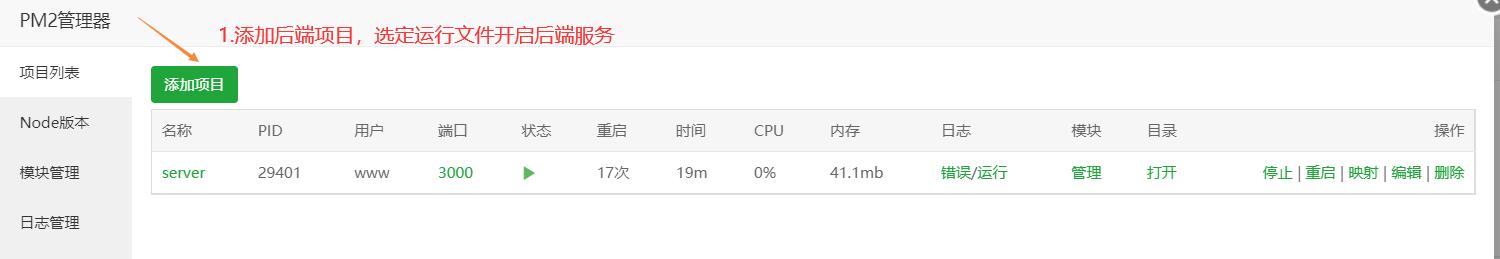 PM2管理器
1.添加后端项目，选定运行文件开启后端服务
项目列表
添加项目
Node版本
名称 PID 用户 端口 状态 重启 时间 CPU 内存 日志 模块 目录 操作
模块管理
server 29401 www 3000 17次 19m 0% 41.1mb 错误/运行 管理 打开 停止 | 重启 | 映射 | 编辑 | 删除
日志管理